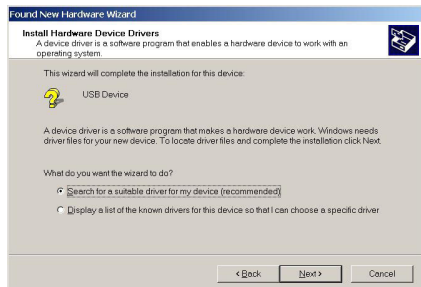 Found New Hardware Wizard
Install Hardware Device Drivers
A device driver is a software program that enables a hardware device to work with an
operating system.
This wizard will complete the installation for this device:
USB Device
A device driver is a software program that makes a hardware device work. Windows needs
driver files for your new device. To locate driver files and complete the installation click Next.
What do you want the wizard to do?
Search for a suitable driver for my device (recommended)
Display a list of the known drivers for this device so that I can choose a specific driver
< Back
Next >
Cancel